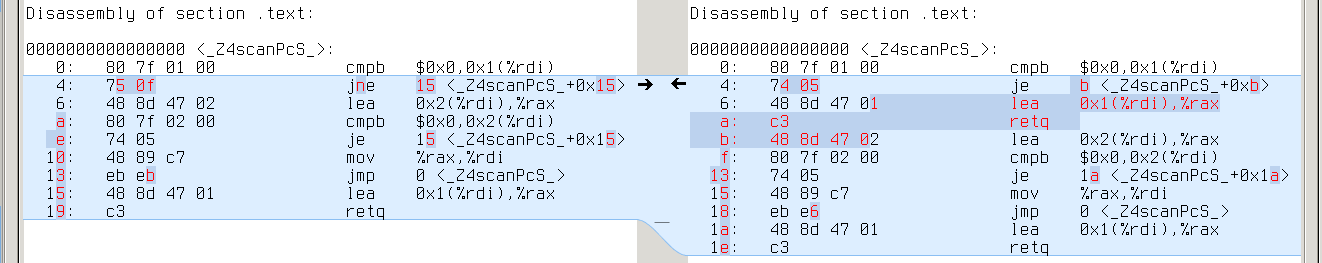 Disassembly of section .text:
0000000000000000 <_Z4scanPcS_>:
0: 80 7f 01 00 cmpb $0x0,0x1(%rdi)
4: 75 0f jne 15 <_Z4scanPcS_+0x15>
6: 48 8d 47 02 lea 0x2(%rdi),%rax
a: 80 7f 02 00 cmpb $0x0,0x2(%rdi)
e: 74 05 je 15 <_Z4scanPcS_+0x15>
10: 48 89 c7 mov %rax,%rdi
13: eb eb jmp 0 <_Z4scanPcS_>
15: 48 8d 47 01 lea 0x1(%rdi),%rax
19: c3 retq
Disassembly of section .text:
0000000000000000 <_Z4scanPcS_>:
0: 80 7f 01 00 cmpb $0x0,0x1(%rdi)
4: 74 05 je b <_Z4scanPcS_+0xb>
6: 48 8d 47 01 lea 0x1(%rdi),%rax
a: c3 retq
b: 48 8d 47 02 lea 0x2(%rdi),%rax
f: 80 7f 02 00 cmpb $0x0,0x2(%rdi)
13: 74 05 je 1a <_Z4scanPcS_+0x1a>
15: 48 89 c7 mov %rax,%rdi
18: eb e6 jmp 0 <_Z4scanPcS_>
1a: 48 8d 47 01 lea 0x1(%rdi),%rax
1e: c3 retq